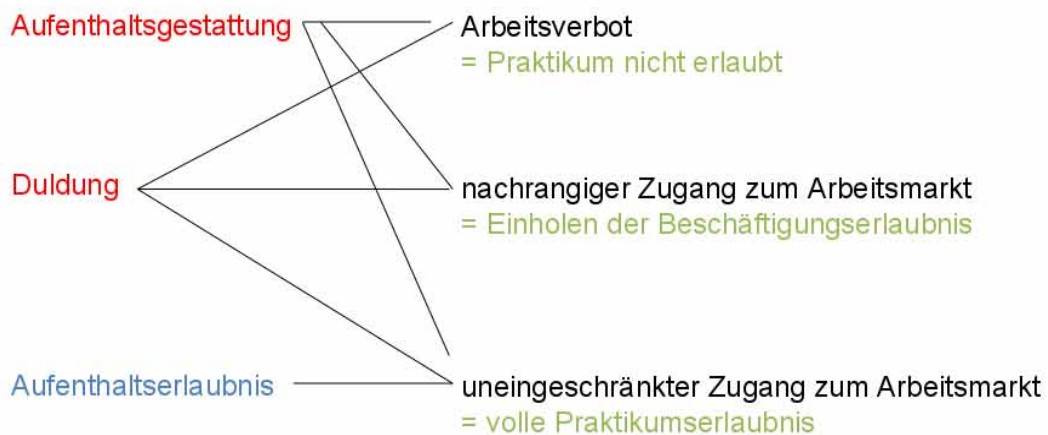 Aufenthaltsgestattung
Arbeitsverbot
= Praktikum nicht erlaubt
Duldung
nachrangiger Zugang zum Arbeitsmarkt
= Einholen der Beschäftigungserlaubnis
Aufenthaltserlaubnis
uneingeschränkter Zugang zum Arbeitsmarkt
= volle Praktikumserlaubnis